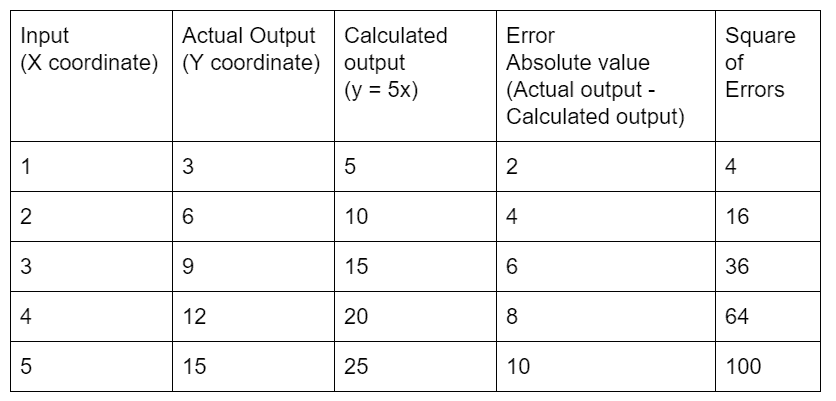 Input
(X coordinate)
Actual Output
(Y coordinate)
Calculated
output
(y = 5x)
Error
Absolute value
(Actual output -
Calculated output)
Square
of
Errors
1 3 5 2 4
2 6 10 4 16
3 9 15 6 36
4 12 20 8 64
5 15 25 10 100